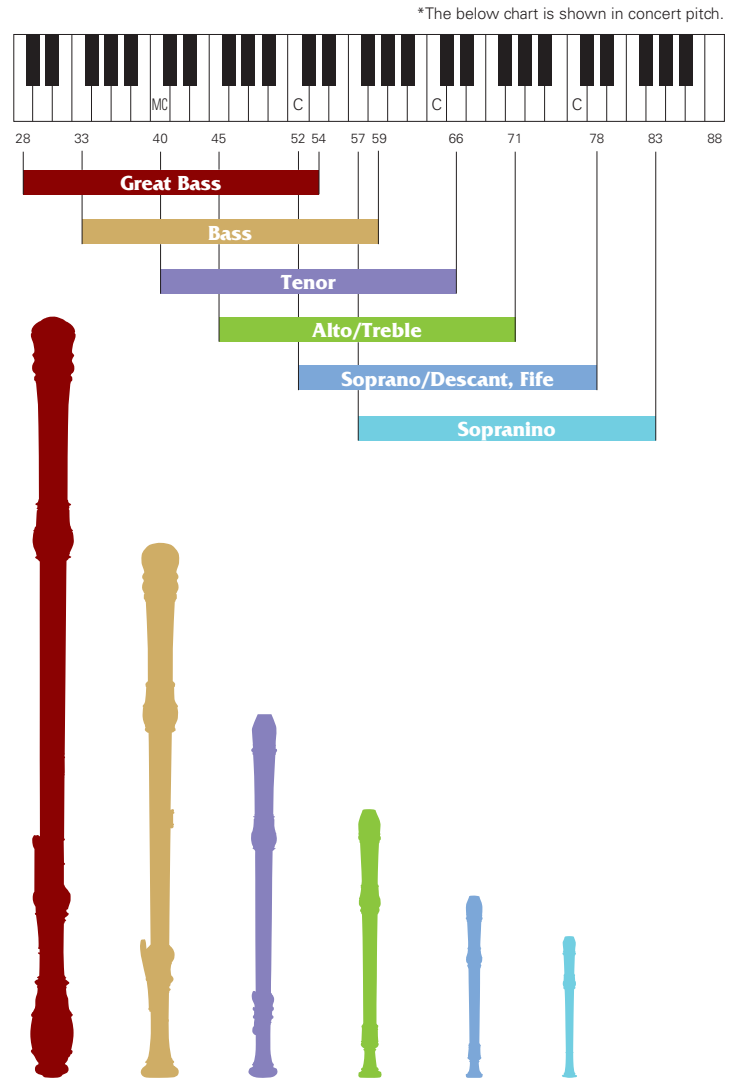 *The below chart is shown in concert pitch.
MC C C C
28 33 40 45 52 54 57 59 66 71 78 83 88
Great Bass
Bass
Tenor
Alto/Treble
Soprano/Descant, Fife
Sopranino